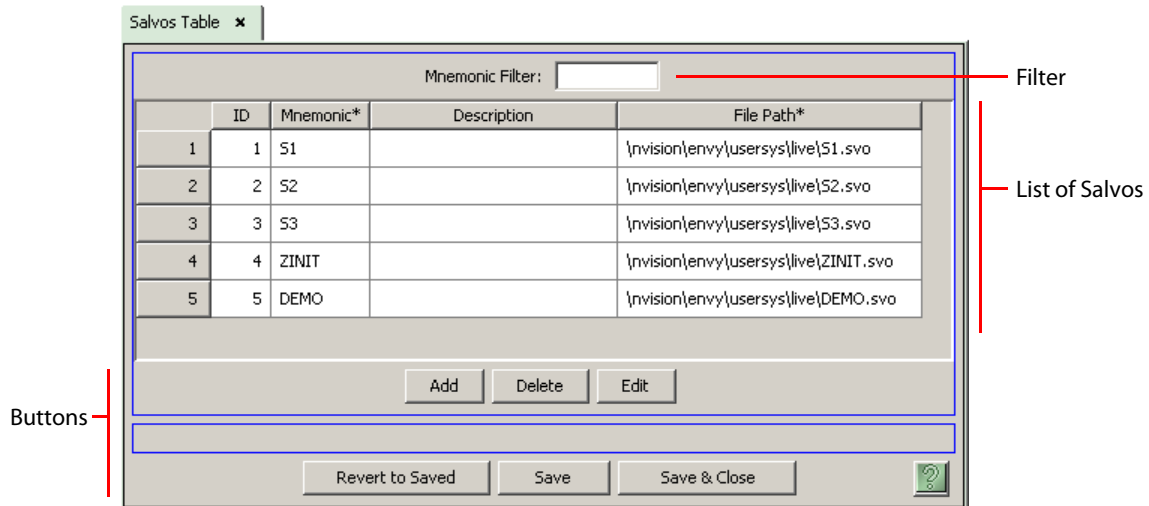 Salvos Table ✖
Mnemonic Filter:
Filter
ID Mnemonic* Description File Path*
1 1 S1 \nvision\envy\usersys\live\S1.svo
2 2 S2 \nvision\envy\usersys\live\S2.svo
3 3 S3 \nvision\envy\usersys\live\S3.svo
4 4 ZINIT \nvision\envy\usersys\live\ZINIT.svo
5 5 DEMO \nvision\envy\usersys\live\DEMO.svo
List of Salvos
Add Delete Edit
Buttons
Revert to Saved Save Save & Close ?